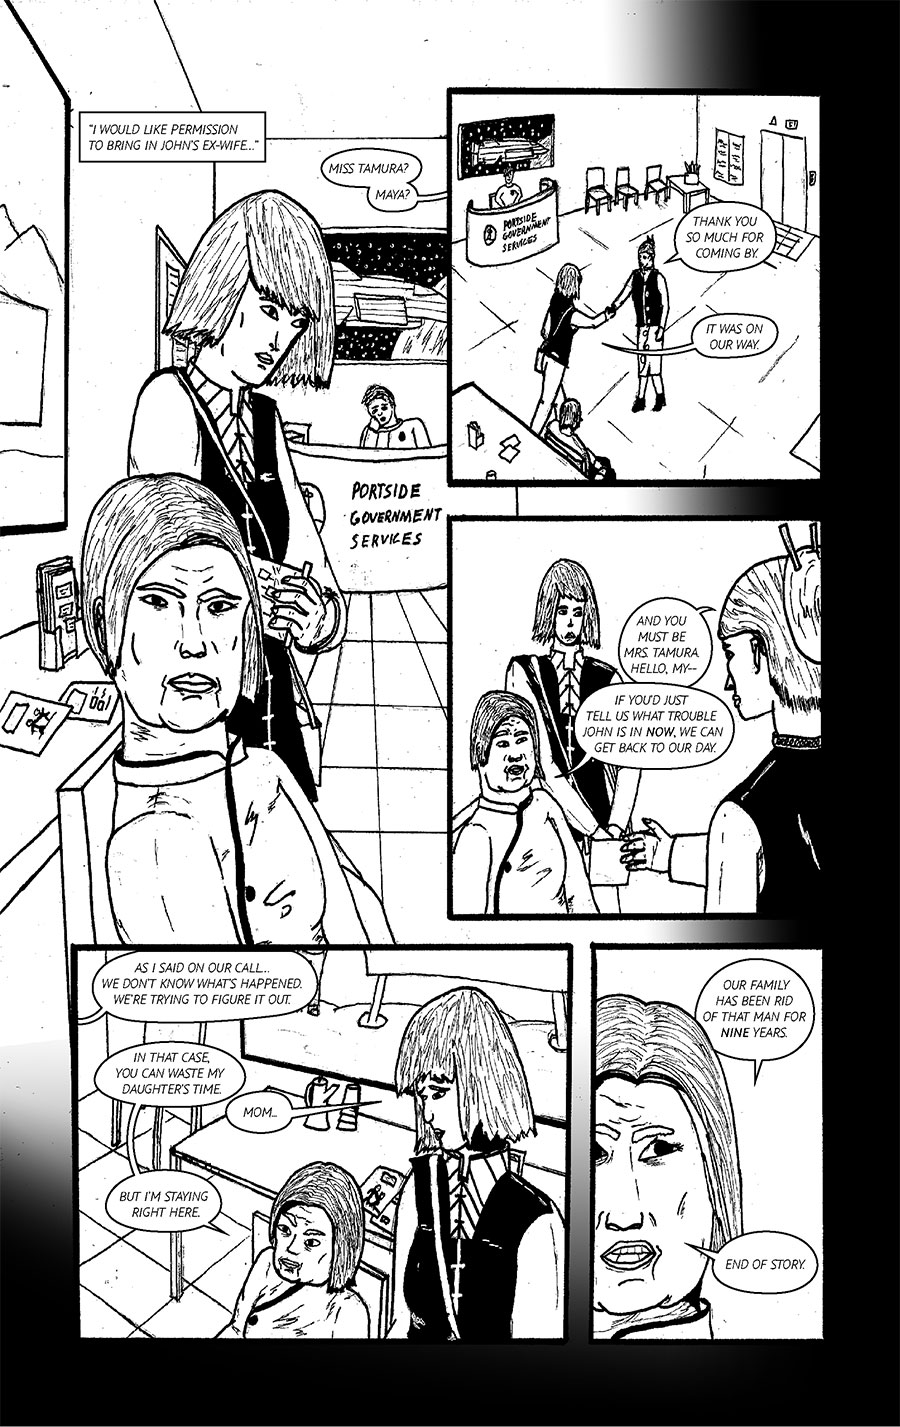 "I WOULD LIKE PERMISSION
TO BRING IN JOHN'S EX-WIFE..."
MISS TAMURA?
MAYA?
PORTSIDE
GOVERNMENT
SERVICES
PORTSIDE
GOVERNMENT
SERVICES
THANK YOU
SO MUCH FOR
COMING BY.
IT WAS ON
OUR WAY.
AND YOU
MUST BE
MRS TAMURA.
HELLO, MY--
IF YOU'D JUST
TELL US WHAT TROUBLE
JOHN IS IN NOW, WE CAN
GET BACK TO OUR DAY.
AS I SAID ON OUR CALL...
WE DON'T KNOW WHAT'S HAPPENED.
WE'RE TRYING TO FIGURE IT OUT.
IN THAT CASE,
YOU CAN WASTE MY
DAUGHTER'S TIME.
MOM...
BUT I'M STAYING
RIGHT HERE.
OUR FAMILY
HAS BEEN RID
OF THAT MAN FOR
NINE YEARS.
END OF STORY.